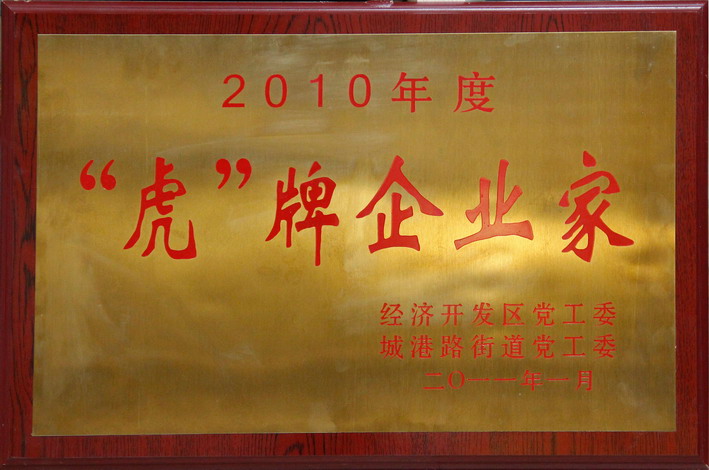 2010年度
“虎”牌企业家
经济开发区党工委
城港路街道党工委
二〇一一年一月